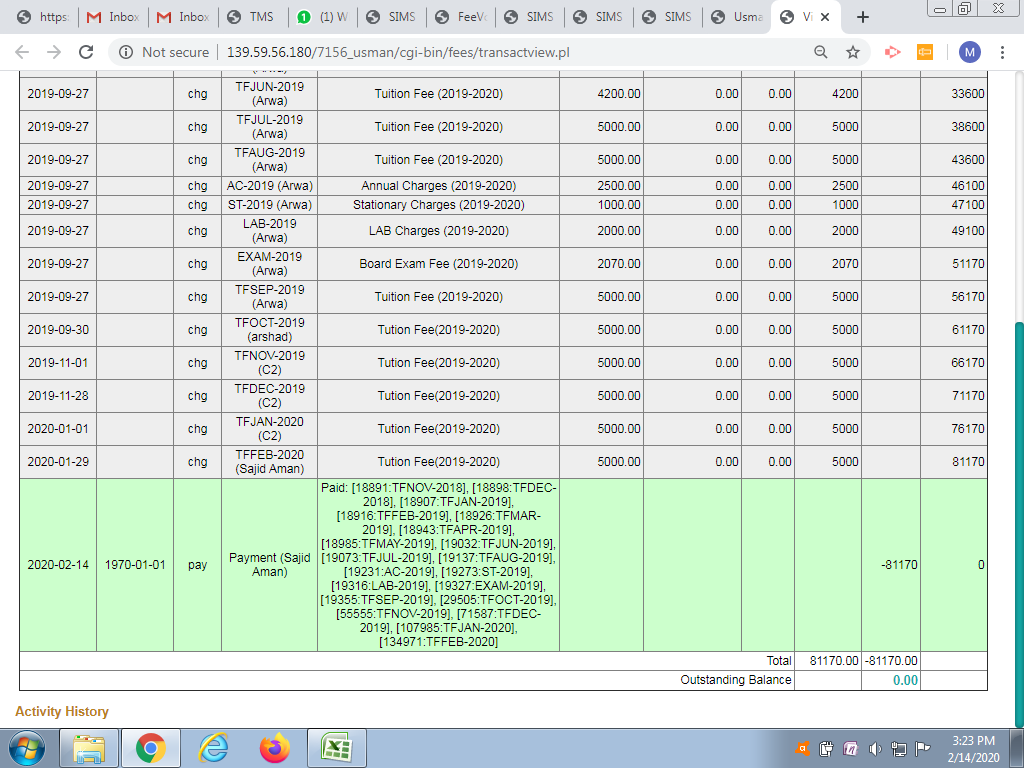 https:
Inbox
Inbox
TMS
(1) W
SIMS
FeeVo
SIMS
SIMS
SIMS
Usma
Vi
Not secure 139.59.56.180/7156_usman/cgi-bin/fees/transactview.pl M
2019-09-27 chg TFJUN-2019 (Arwa) Tuition Fee (2019-2020) 4200.00 0.00 0.00 4200 33600
2019-09-27 chg TFJUL-2019 (Arwa) Tuition Fee (2019-2020) 5000.00 0.00 0.00 5000 38600
2019-09-27 chg TFAUG-2019 (Arwa) Tuition Fee (2019-2020) 5000.00 0.00 0.00 5000 43600
2019-09-27 chg AC-2019 (Arwa) Annual Charges (2019-2020) 2500.00 0.00 0.00 2500 46100
2019-09-27 chg ST-2019 (Arwa) Stationary Charges (2019-2020) 1000.00 0.00 0.00 1000 47100
2019-09-27 chg LAB-2019 (Arwa) LAB Charges (2019-2020) 2000.00 0.00 0.00 2000 49100
2019-09-27 chg EXAM-2019 (Arwa) Board Exam Fee (2019-2020) 2070.00 0.00 0.00 2070 51170
2019-09-27 chg TFSEP-2019 (Arwa) Tuition Fee (2019-2020) 5000.00 0.00 0.00 5000 56170
2019-09-30 chg TFOCT-2019 (arshad) Tution Fee(2019-2020) 5000.00 0.00 0.00 5000 61170
2019-11-01 chg TFNOV-2019 (C2) Tution Fee(2019-2020) 5000.00 0.00 0.00 5000 66170
2019-11-28 chg TFDEC-2019 (C2) Tution Fee(2019-2020) 5000.00 0.00 0.00 5000 71170
2020-01-01 chg TFJAN-2020 (C2) Tution Fee(2019-2020) 5000.00 0.00 0.00 5000 76170
2020-01-29 chg TFFEB-2020 (Sajid Aman) Tution Fee(2019-2020) 5000.00 0.00 0.00 5000 81170
2020-02-14 1970-01-01 pay Payment (Sajid Aman)
Paid: [18891:TFNOV-2018], [18898:TFDEC-
2018], [18907:TFJAN-2019],
[18916:TFFEB-2019], [18926:TFMAR-
2019], [18943:TFAPR-2019],
[18985:TFMAY-2019], [19032:TFJUN-2019],
[19073:TFJUL-2019], [19137:TFAUG-2019],
[19231:AC-2019], [19273:ST-2019],
[19316:LAB-2019], [19327:EXAM-2019],
[19355:TFSEP-2019], [29505:TFOCT-2019],
[55555:TFNOV-2019], [71587:TFDEC-
2019], [107985:TFJAN-2020],
[134971:TFFEB-2020]
-81170 0
Total 81170.00 -81170.00
Outstanding Balance 0.00
Activity History
3:23 PM
2/14/2020